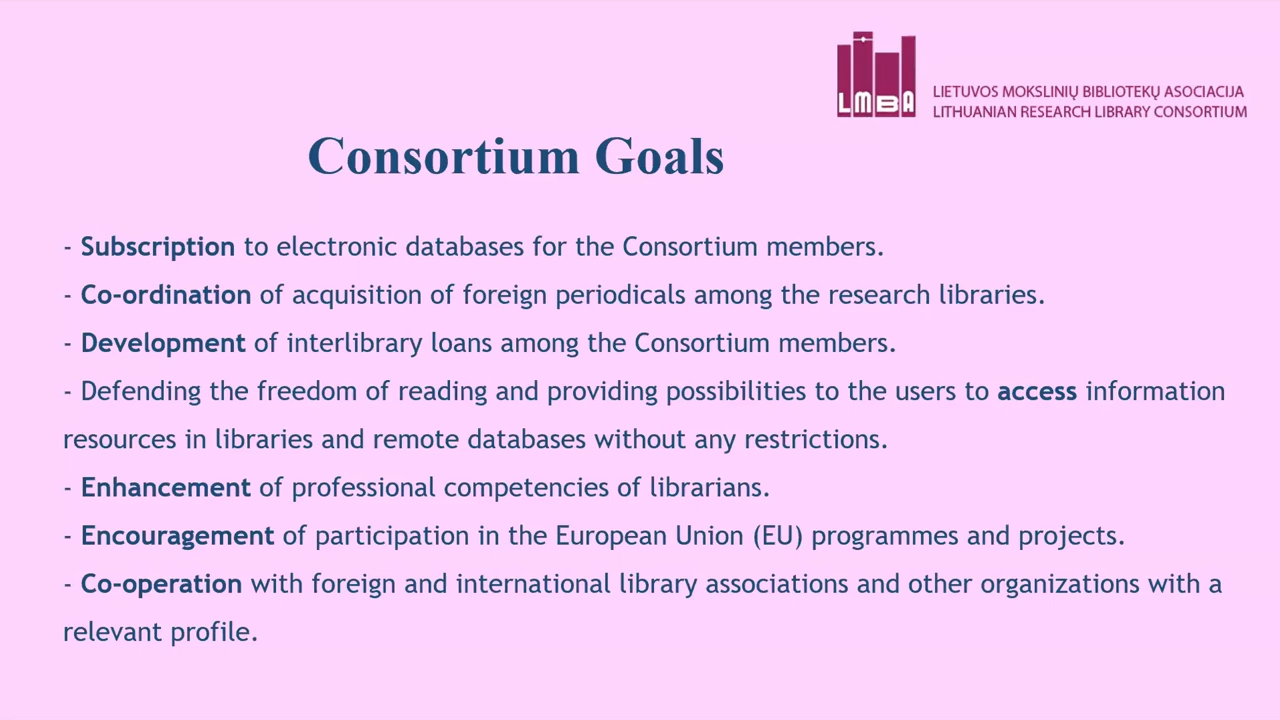 LMBA
LIETUVOS MOKSLINIŲ BIBLIOTEKŲ ASOCIACIJA
LITHUANIAN RESEARCH LIBRARY CONSORTIUM
Consortium Goals
- Subscription to electronic databases for the Consortium members.
- Co-ordination of acquisition of foreign periodicals among the research libraries.
- Development of interlibrary loans among the Consortium members.
- Defending the freedom of reading and providing possibilities to the users to access information
resources in libraries and remote databases without any restrictions.
- Enhancement of professional competencies of librarians.
- Encouragement of participation in the European Union (EU) programmes and projects.
- Co-operation with foreign and international library associations and other organizations with a
relevant profile.